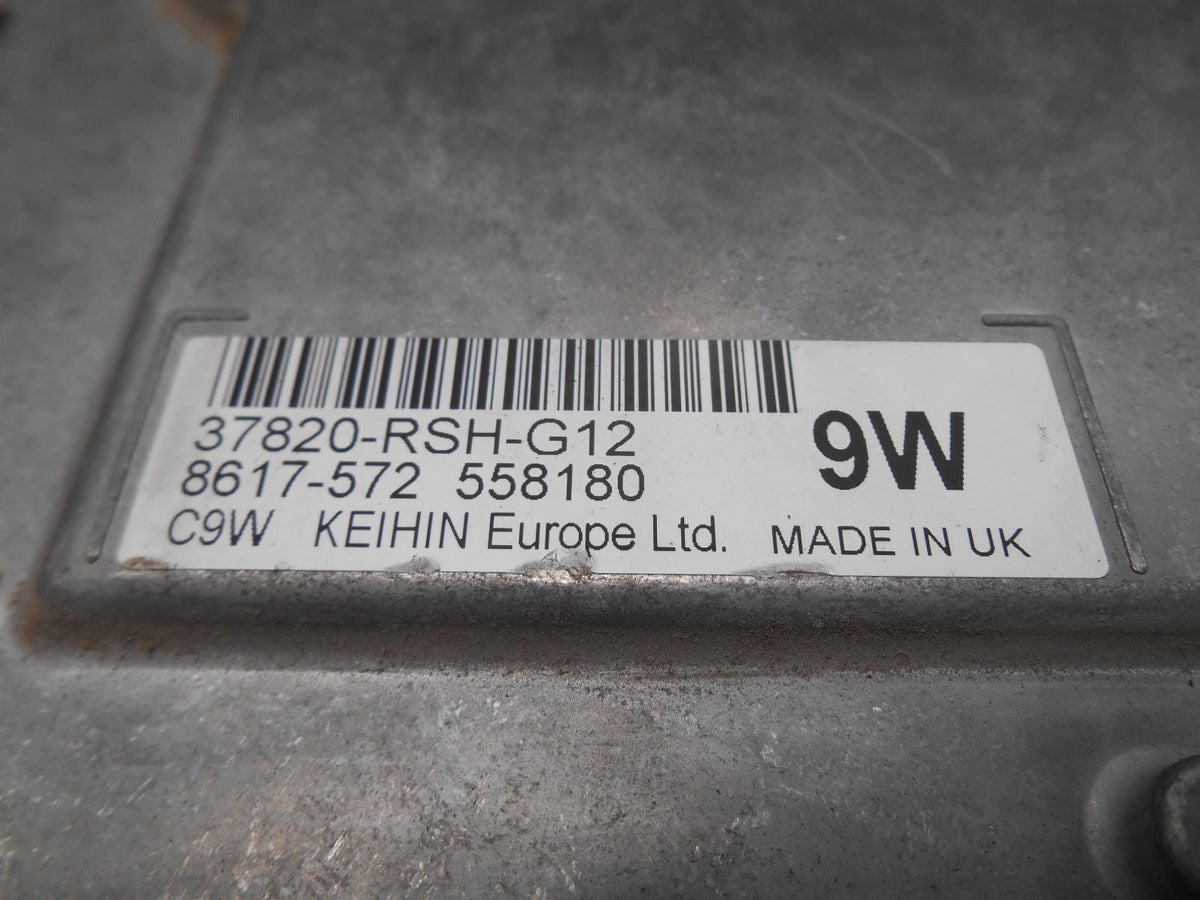 37820-RSH-G12
8617-572 558180
9W
C9W KEIHIN Europe Ltd. MADE IN UK